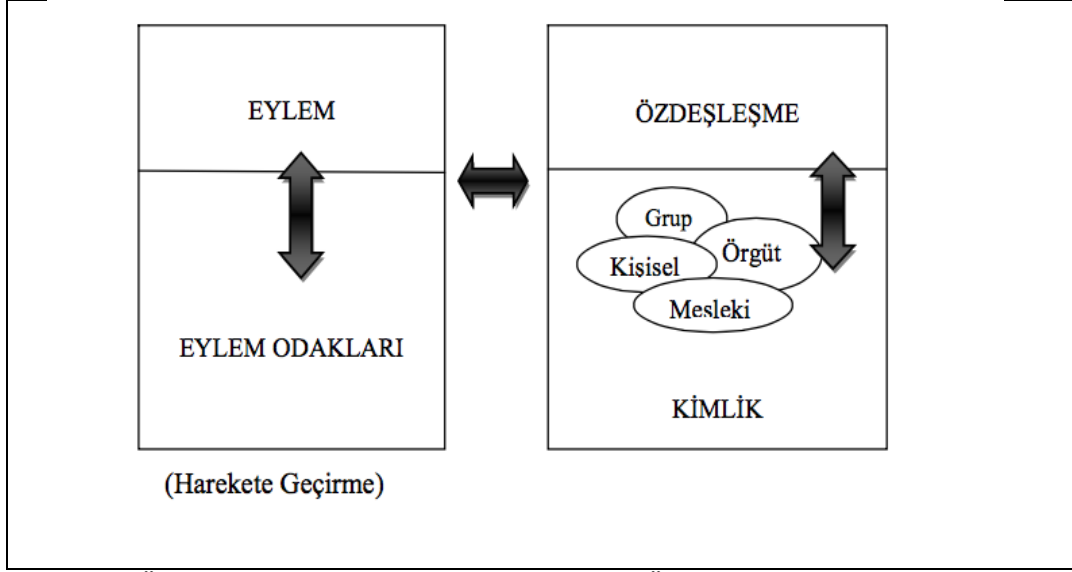 EYLEM
EYLEM ODAKLARI
(Harekete Geçirme)
ÖZDEŞLEŞME
Grup
Örgüt
Kişisel
Mesleki
KİMLİK